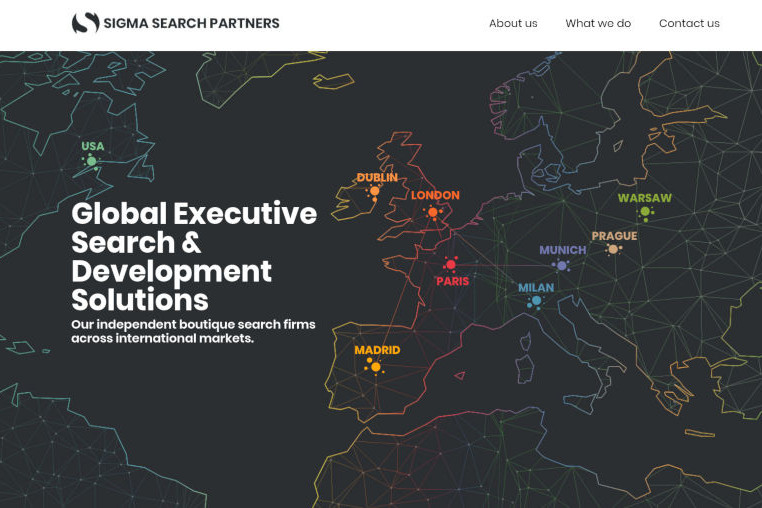 SIGMA SEARCH PARTNERS
About us
What we do
Contact us
USA
DUBLIN
LONDON
WARSAW
Global Executive
Search &
Development
Solutions
PRAGUE
MUNICH
PARIS
MILAN
Our independent boutique search firms
across international markets.
MADRID